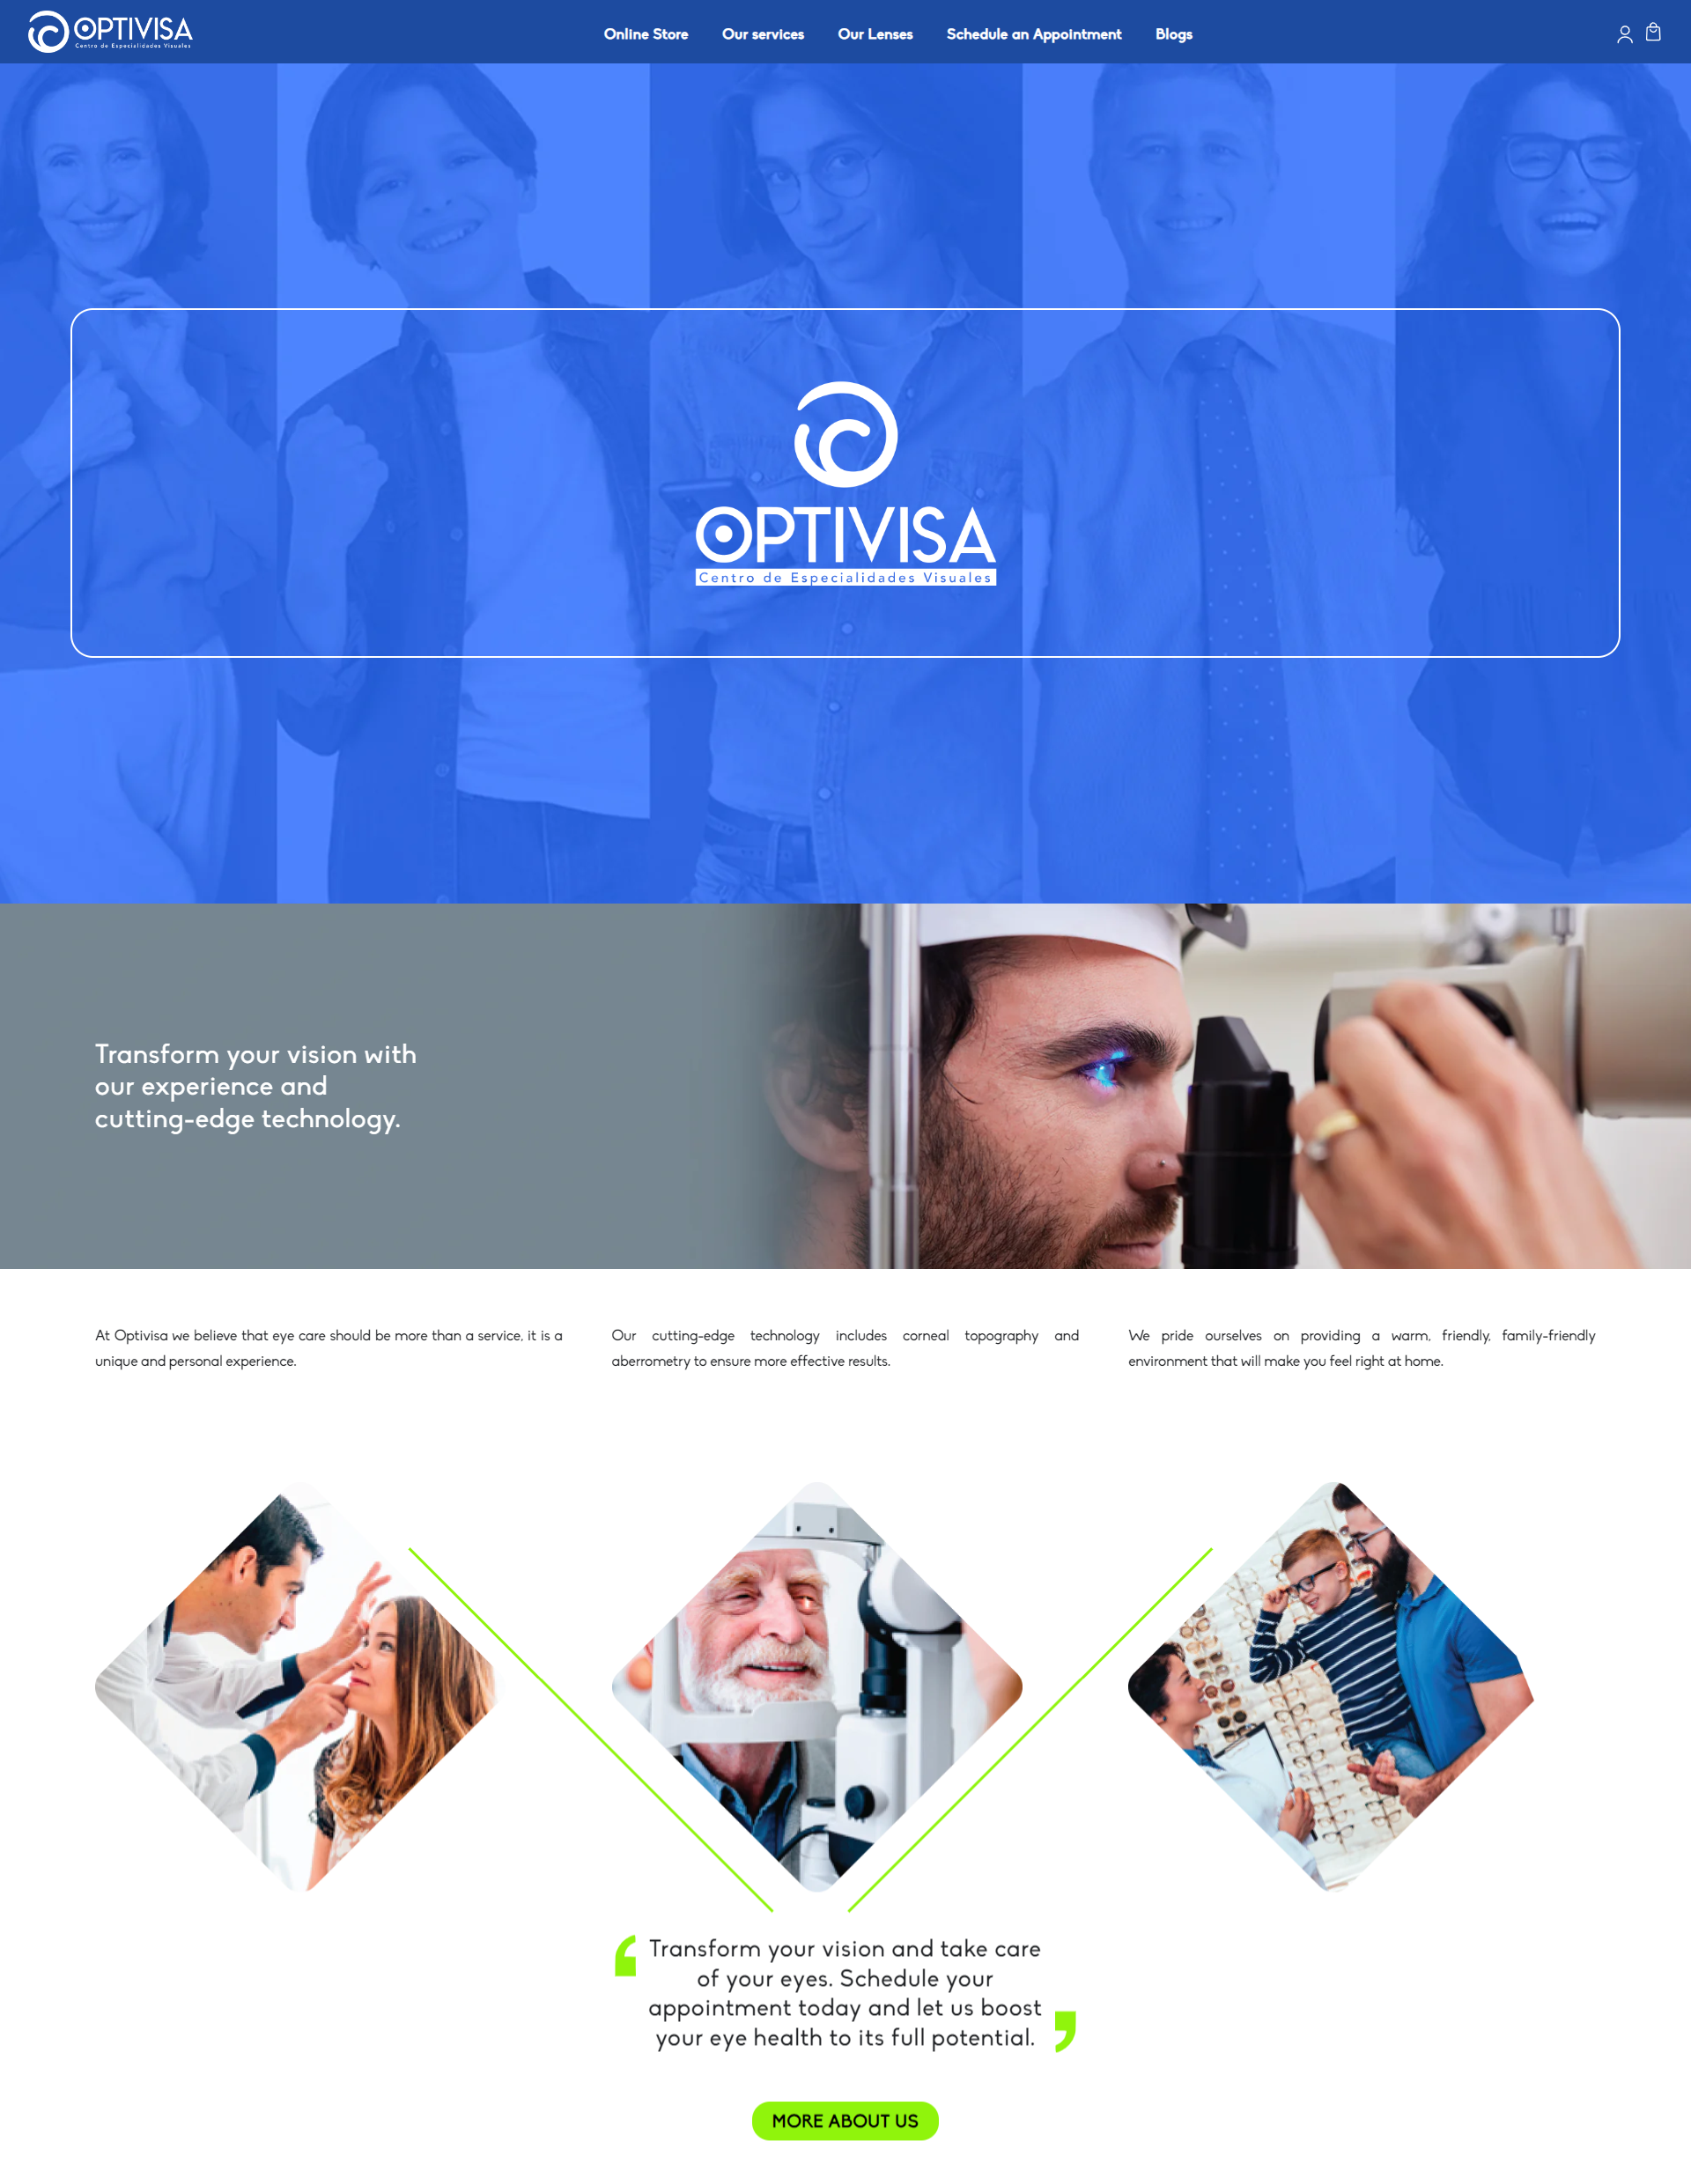 OPTIVISA
Centro de Especialidades Visuales
Online Store
Our services
Our Lenses
Schedule an Appointment
Blogs
OPTIVISA
Centro de Especialidades Visuales
Transform your vision with
our experience and
cutting-edge technology.
At Optivisa we believe that eye care should be more than a service, it is a
unique and personal experience.
Our cutting-edge technology includes corneal topography and
aberrometry to ensure more effective results.
We pride ourselves on providing a warm, friendly, family-friendly
environment that will make you feel right at home.
Transform your vision and take care
of your eyes. Schedule your
appointment today and let us boost
your eye health to its full potential.
MORE ABOUT US